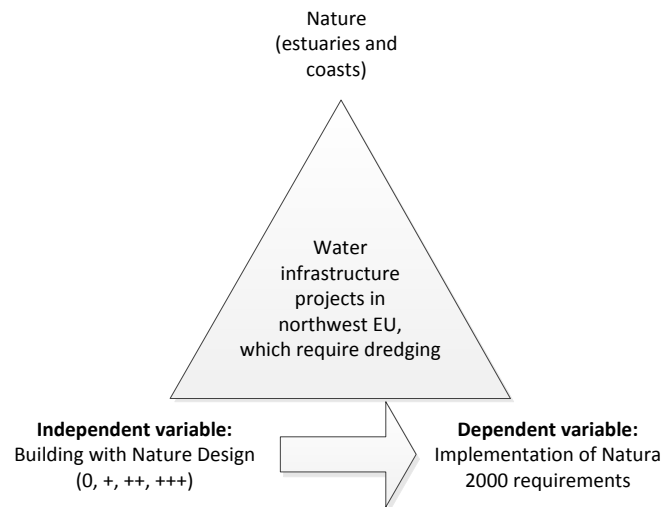 Nature
(estuaries and
coasts)
Water
infrastructure
projects in
northwest EU,
which require dredging
Independent variable:
Building with Nature Design
(0, +, ++, +++)
Dependent variable:
Implementation of Natura
2000 requirements